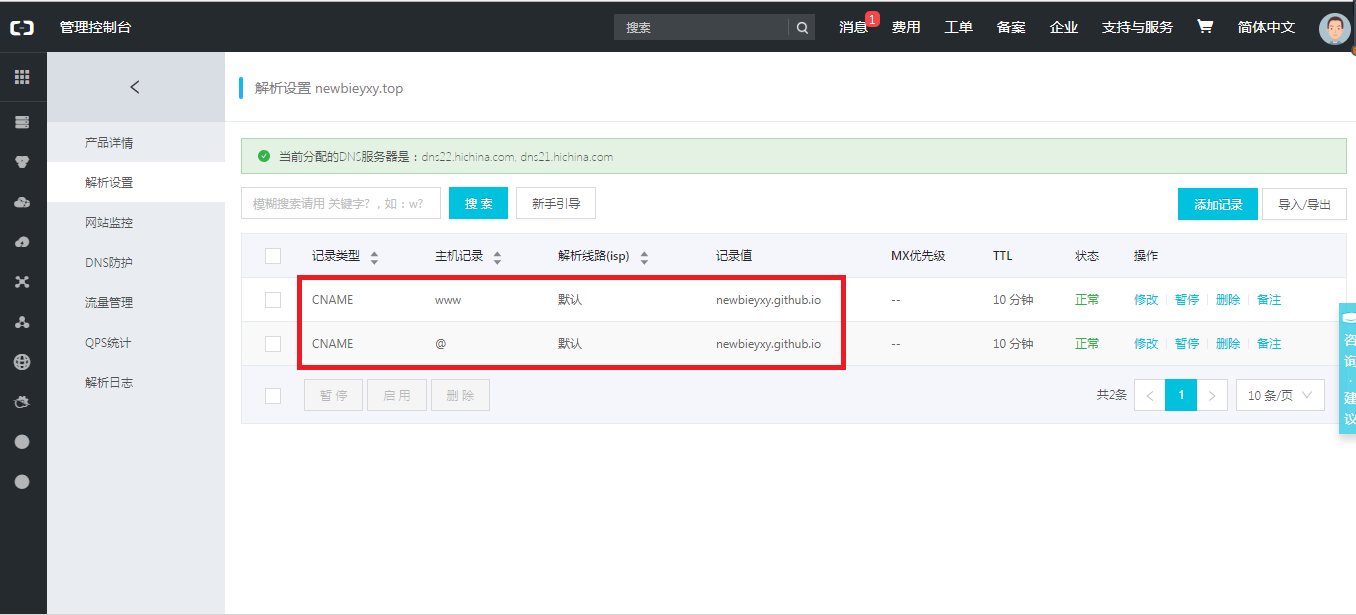 管理控制台
搜索
消息 1 费用 工单 备案 企业 支持与服务 简体中文
解析设置 newbieyxy.top
产品详情
解析设置
网站监控
DNS防护
流量管理
QPS统计
解析日志
当前分配的DNS服务器是：dns22.hichina.com, dns21.hichina.com
模糊搜索请用 关键字? , 如：w? 搜 索 新手引导 添加记录 导入/导出
记录类型 主机记录 解析线路(isp) 记录值 MX优先级 TTL 状态 操作
CNAME www 默认 newbieyxy.github.io -- 10 分钟 正常 修改 暂停 删除 备注
CNAME @ 默认 newbieyxy.github.io -- 10 分钟 正常 修改 暂停 删除 备注
暂 停 启 用 删 除 共2条 < 1 > 10 条/页
咨询·建议